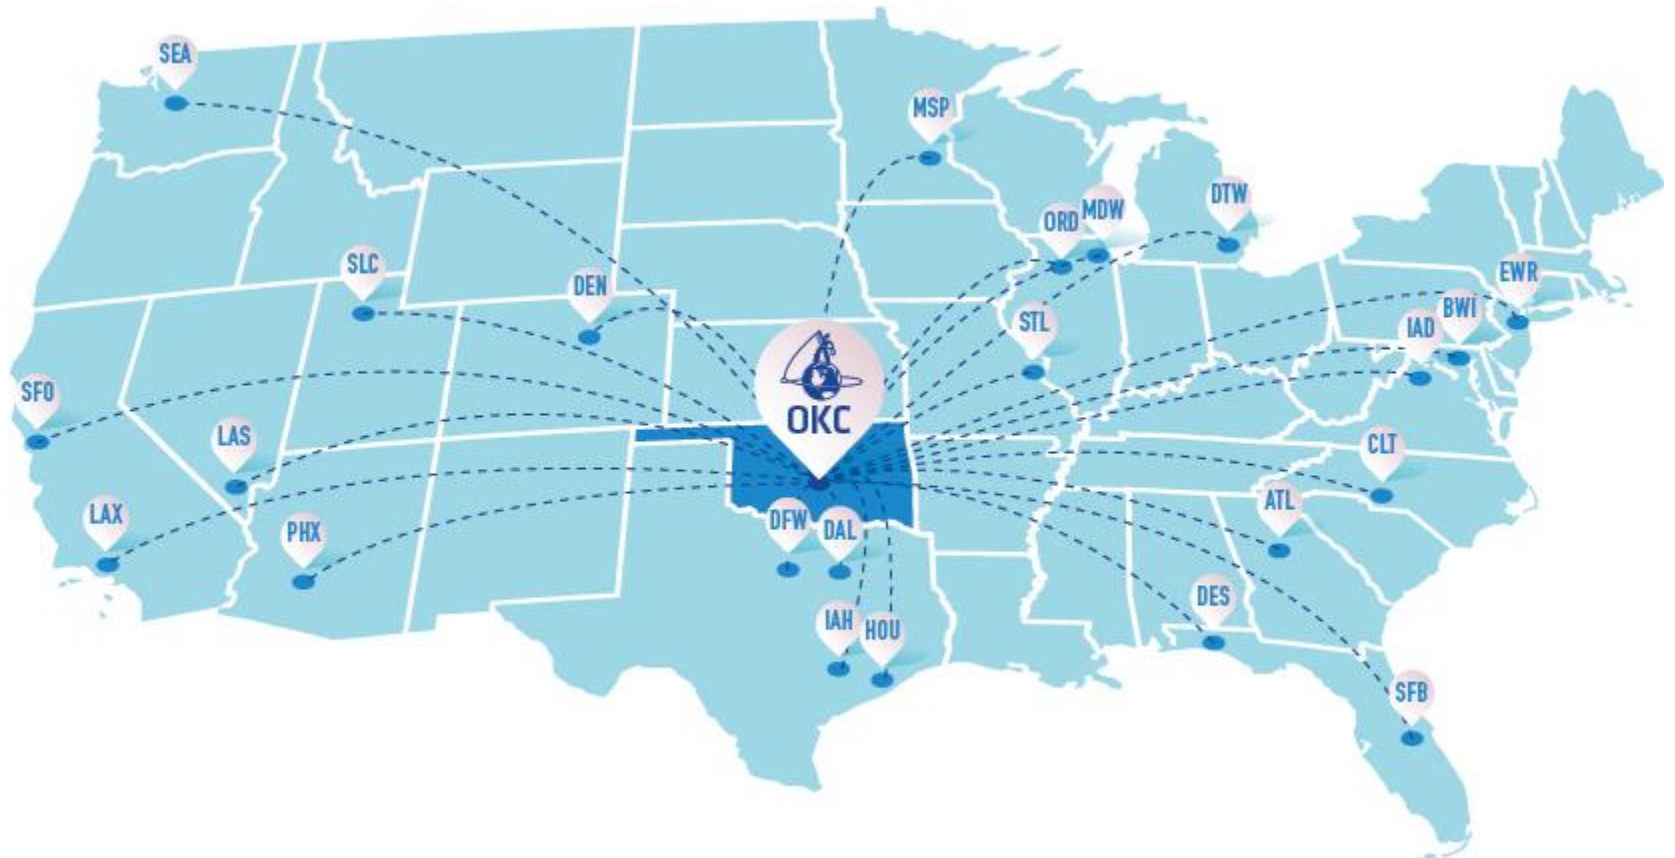 SEA
MSP
DTW
MDW
ORD
SLC
DEN
EWR
BWI
STL
IAD
SFO
OKC
LAS
CLT
ATL
LAX
PHX
DFW
DAL
DES
IAH
HOU
SFB